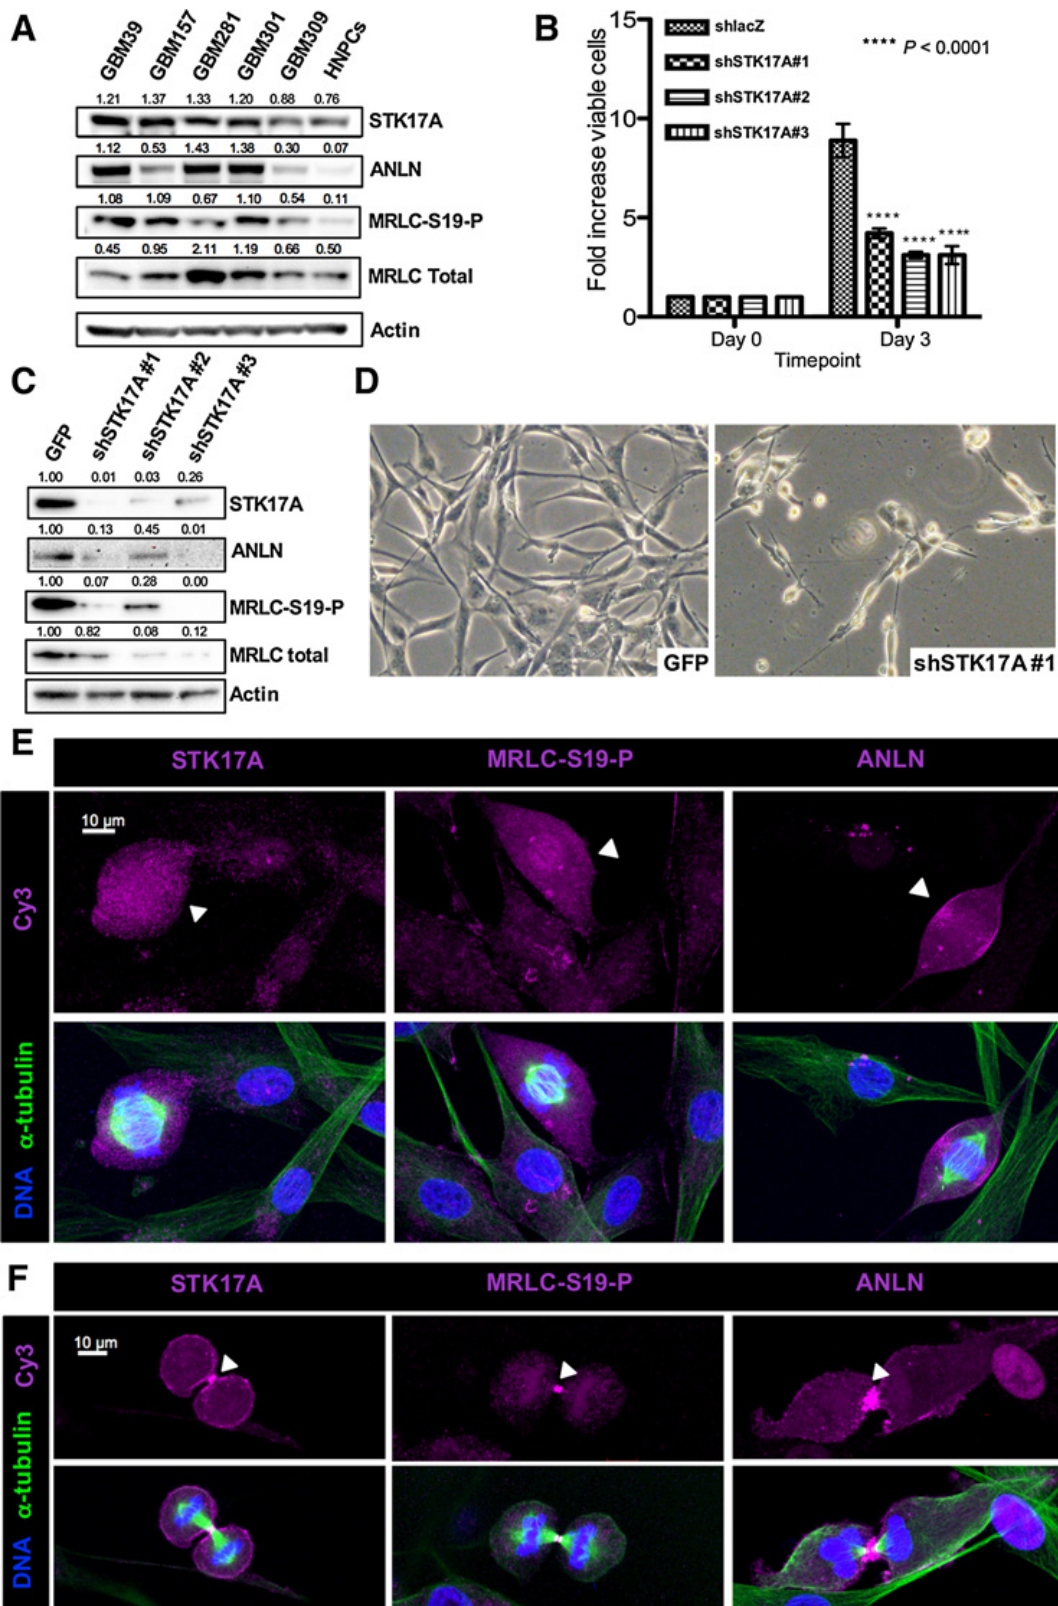 A
GBM39 GBM157 GBM281 GBM301 GBM309 HNPCs
1.21 1.37 1.33 1.20 0.88 0.76
STK17A
1.12 0.53 1.43 1.38 0.30 0.07
ANLN
1.08 1.09 0.67 1.10 0.54 0.11
MRLC-S19-P
0.45 0.95 2.11 1.19 0.66 0.50
MRLC Total
Actin
B
Fold increase viable cells
15
10
5
0
shlacZ
shSTK17A#1
shSTK17A#2
shSTK17A#3
**** P < 0.0001
**** **** ****
Day 0 Day 3
Timepoint
C
GFP shSTK17A#1 shSTK17A#2 shSTK17A#3
1.00 0.01 0.03 0.26
STK17A
1.00 0.13 0.45 0.01
ANLN
1.00 0.07 0.28 0.00
MRLC-S19-P
1.00 0.82 0.08 0.12
MRLC total
Actin
D
GFP
shSTK17A#1
E
STK17A MRLC-S19-P ANLN
Cy3
10 µm
DNA α-tubulin
F
STK17A MRLC-S19-P ANLN
DNA α-tubulin Cy3
10 µm